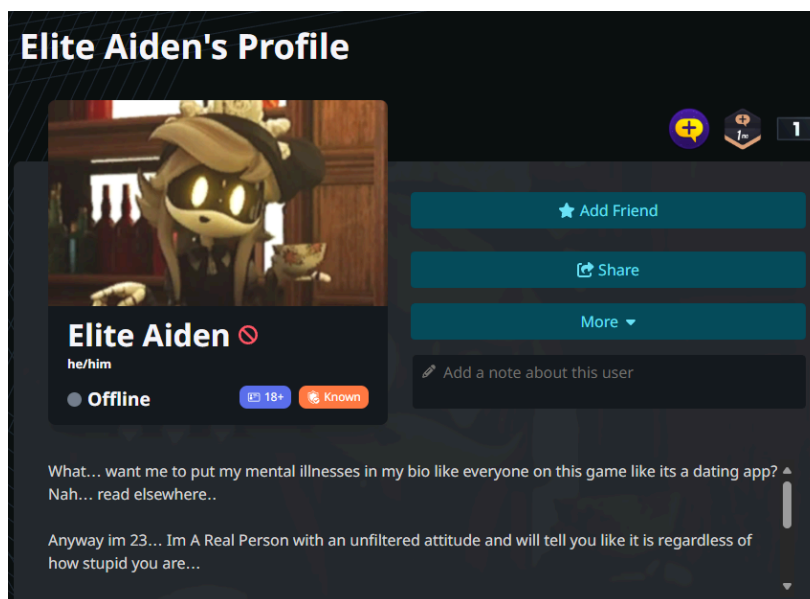 Elite Aiden's Profile
1m
1
Add Friend
Share
More
Elite Aiden
he/him
Offline
18+
Known
Add a note about this user
What... want me to put my mental illnesses in my bio like everyone on this game like its a dating app?
Nah... read elsewhere..
Anyway im 23... Im A Real Person with an unfiltered attitude and will tell you like it is regardless of
how stupid you are...